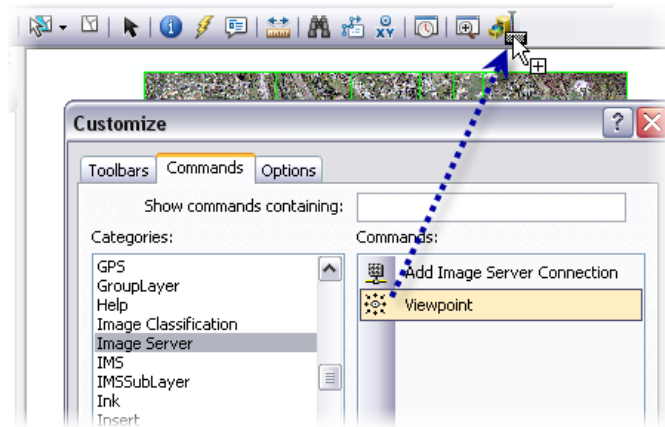 XY
Customize
Toolbars Commands Options
Show commands containing:
Categories: Commands:
GPS
GroupLayer
Help
Image Classification
Image Server
IMS
IMSSubLayer
Ink
Insert
Add Image Server Connection
Viewpoint